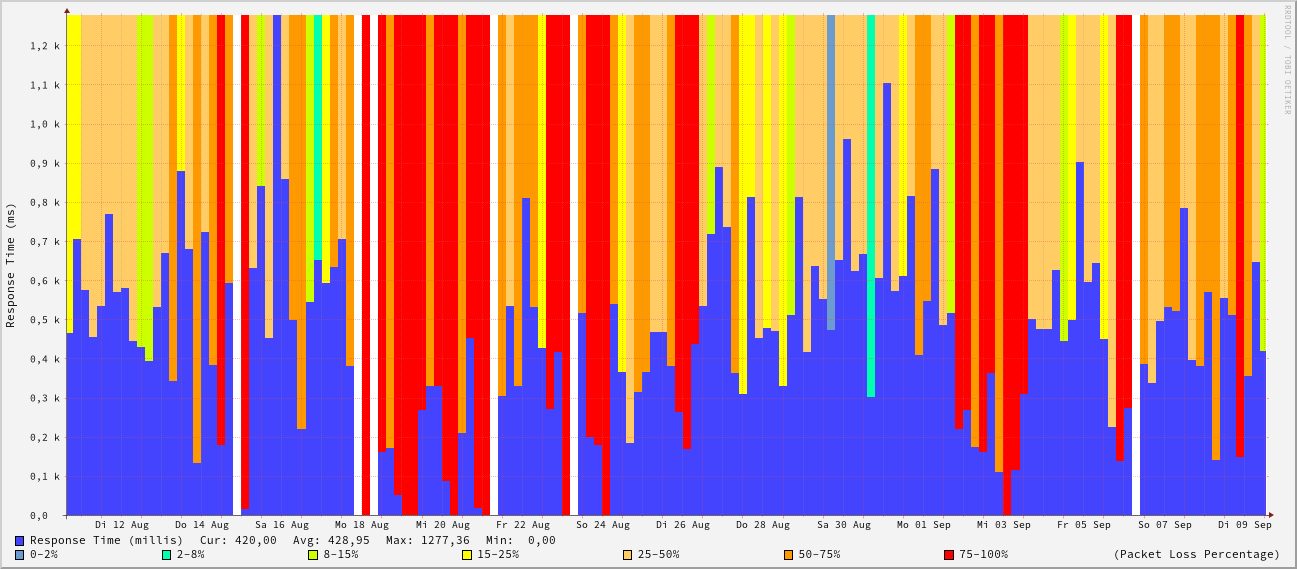 RRDTOOL / TOBI OETIKER
Response Time (ms)
1,2 k
1,1 k
1,0 k
0,9 k
0,8 k
0,7 k
0,6 k
0,5 k
0,4 k
0,3 k
0,2 k
0,1 k
0,0
Di 12 Aug Do 14 Aug Sa 16 Aug Mo 18 Aug Mi 20 Aug Fr 22 Aug So 24 Aug Di 26 Aug Do 28 Aug Sa 30 Aug Mo 01 Sep Mi 03 Sep Fr 05 Sep So 07 Sep Di 09 Sep
Response Time (millis) Cur: 420,00 Avg: 428,95 Max: 1277,36 Min: 0,00
0-2% 2-8% 8-15% 15-25% 25-50% 50-75% 75-100% (Packet Loss Percentage)